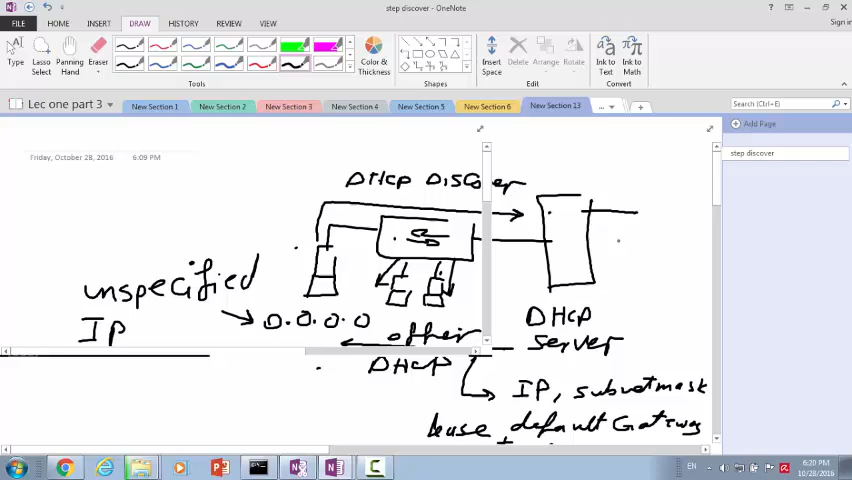 step discover - OneNote
Sign in
FILE HOME INSERT DRAW HISTORY REVIEW VIEW
Type Lasso Select Panning Hand Eraser Color & Thickness Insert Space Delete Arrange Rotate Ink to Text Ink to Math
Tools Shapes Edit Convert
Lec one part 3 New Section 1 New Section 2 New Section 3 New Section 4 New Section 5 New Section 6 New Section 13 ... Search (Ctrl+E)
Add Page
step discover
Friday, October 28, 2016 6:09 PM
DHCP DISCover
unspecified
IP
0.0.0.0
DHCP
server
offer
DHCP
IP, subnetmask
lease default Gateway
EN 6:20 PM
10/28/2016